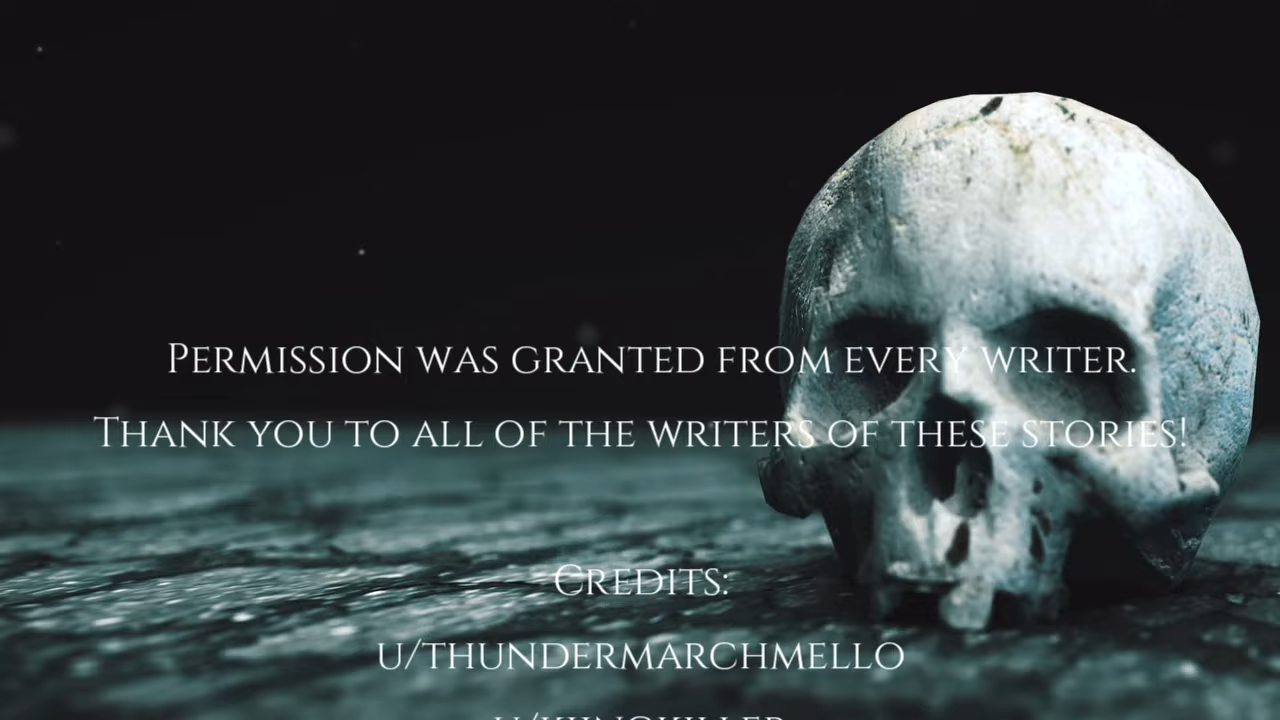 Permission was granted from every writer.
Thank you to all of the writers of these stories!
Credits:
u/thundermarchmello